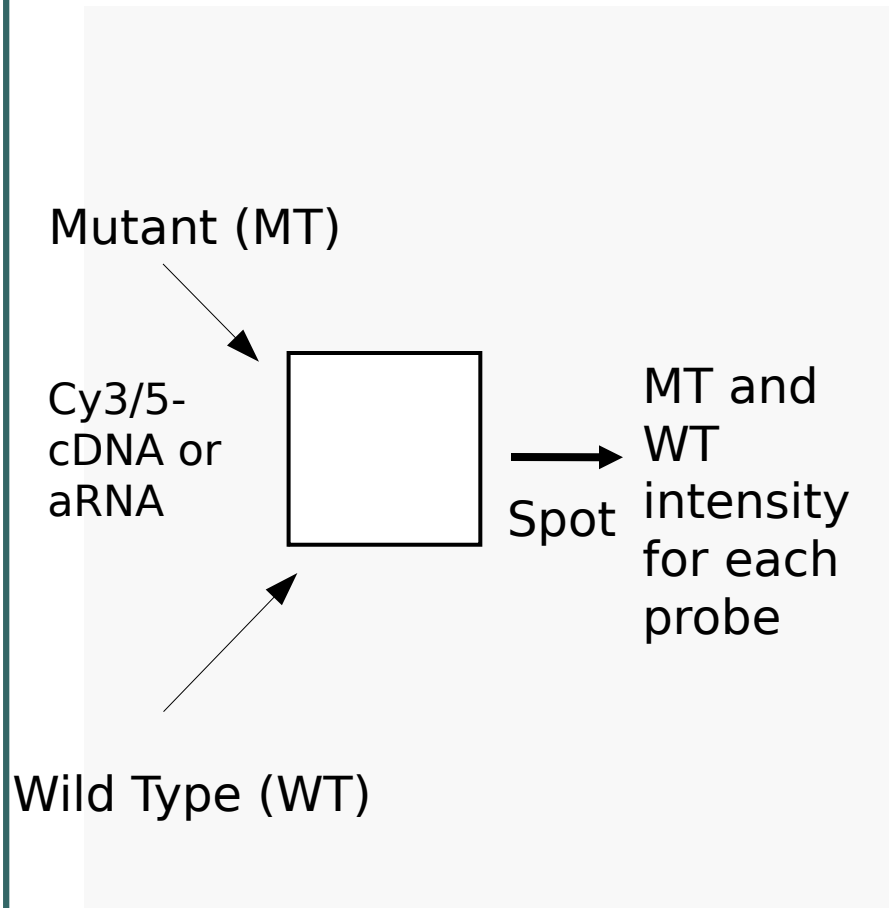 Mutant (MT)
Cy3/5-
cDNA or
aRNA
Spot
MT and
WT
intensity
for each
probe
Wild Type (WT)